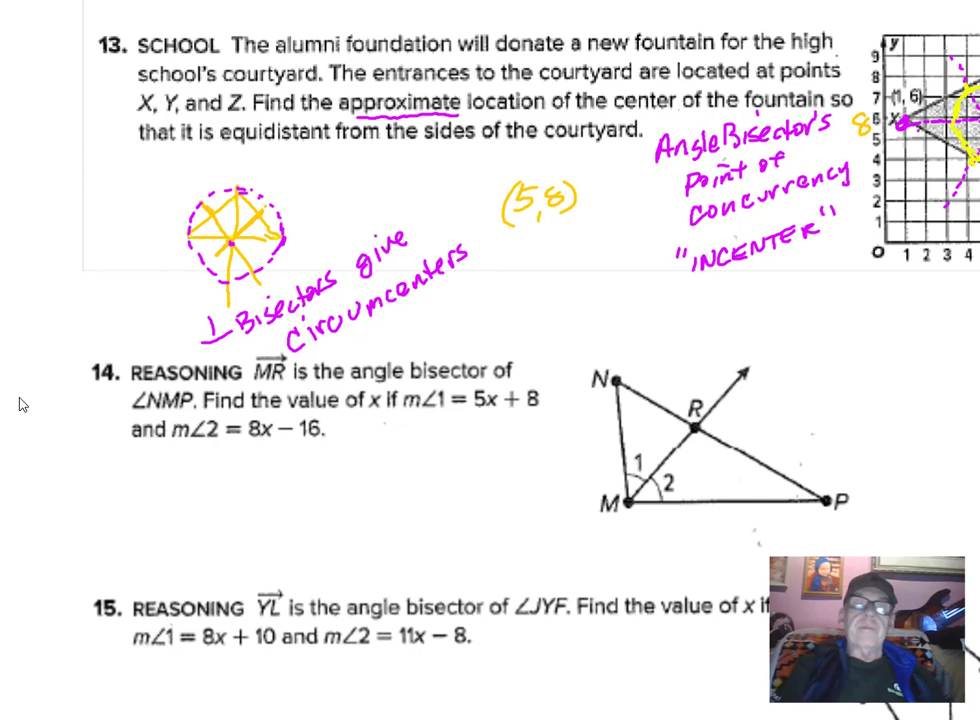 13. SCHOOL The alumni foundation will donate a new fountain for the high
school's courtyard. The entrances to the courtyard are located at points
X, Y, and Z. Find the approximate location of the center of the fountain so
that it is equidistant from the sides of the courtyard.
y
9
8
7
6
5
4
3
2
1
O 1 2 3 4
(1, 6)
X
8
Angle Bisector's
Point of
concurrency
"INCENTER"
(5,8)
⊥ Bisectors give
Circumcenters
14. REASONING MR is the angle bisector of
∠NMP. Find the value of x if m∠1 = 5x + 8
and m∠2 = 8x − 16.
N
R
1
2
M
P
15. REASONING YL is the angle bisector of ∠JYF. Find the value of x if
m∠1 = 8x + 10 and m∠2 = 11x − 8.